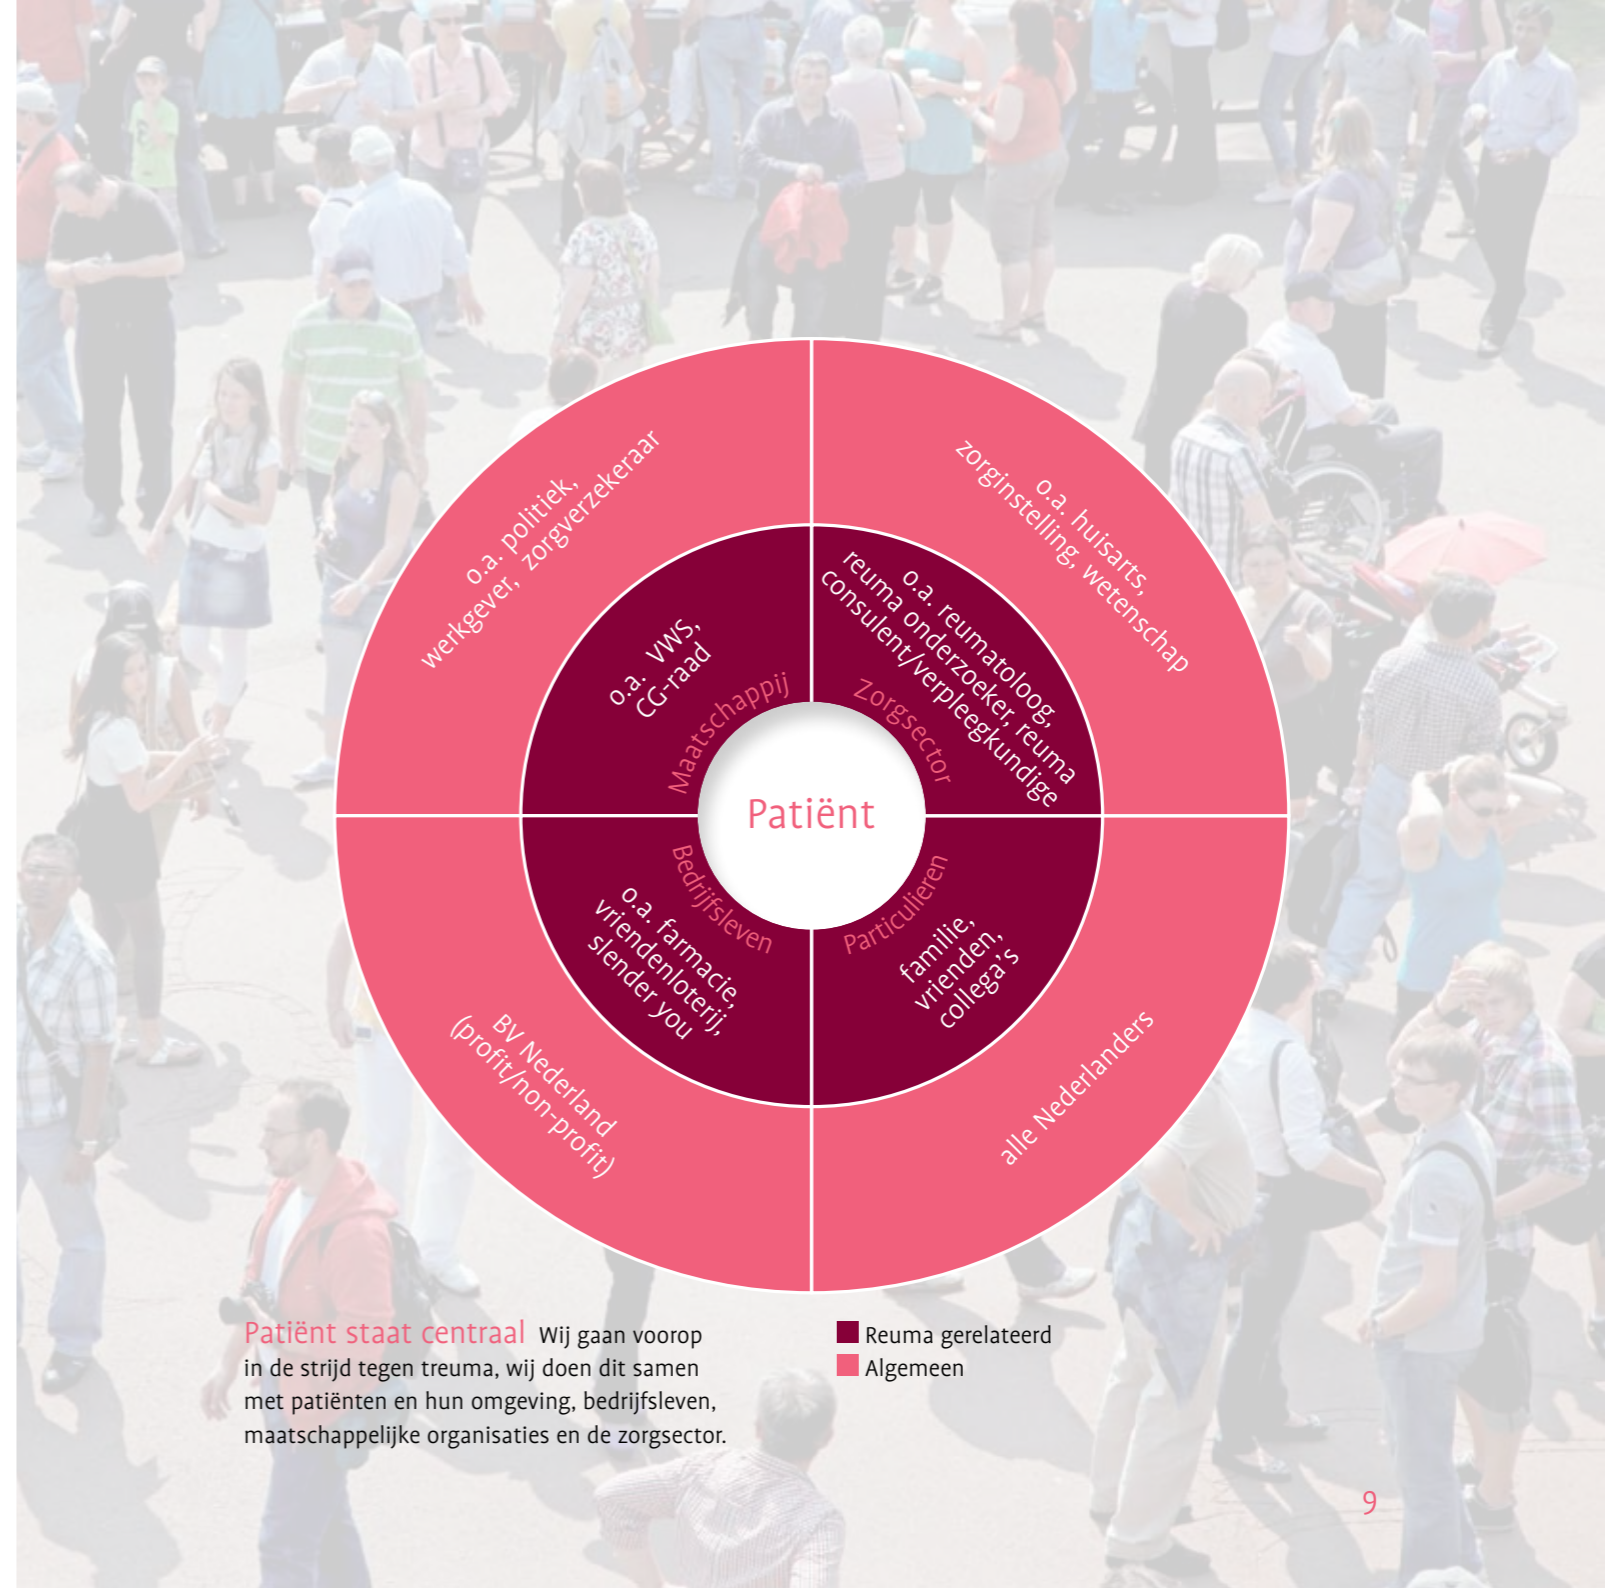 o.a. politiek,
werkgever, zorgverzekeraar
o.a. huisarts,
zorginstelling, wetenschap
o.a. VWS,
CG-raad
Maatschappij
o.a. reumatoloog,
reuma onderzoeker, reuma
consulent/verpleegkundige
Zorgsector
Patiënt
Bedrijfsleven
o.a. farmacie,
vriendenloterij,
slender you
Particulieren
familie,
vrienden,
collega's
BV Nederland
(profit/non-profit)
alle Nederlanders
Patiënt staat centraal Wij gaan voorop
in de strijd tegen treuma, wij doen dit samen
met patiënten en hun omgeving, bedrijfsleven,
maatschappelijke organisaties en de zorgsector.
Reuma gerelateerd
Algemeen
9